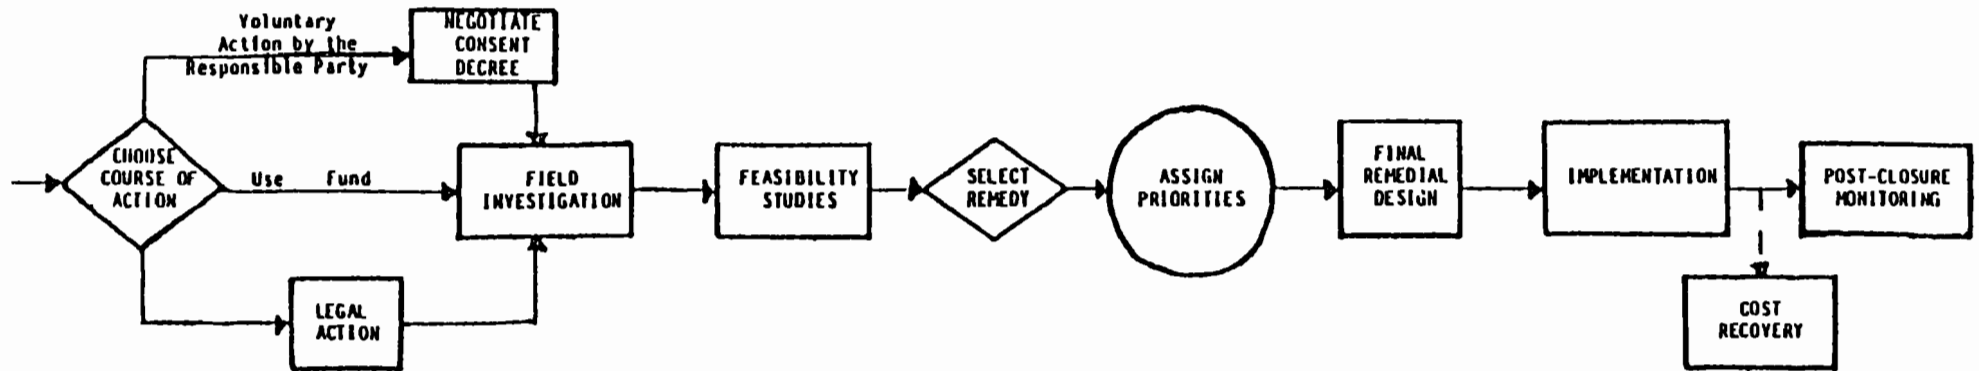 Voluntary
Action by the
Responsible Party
NEGOTIATE
CONSENT
DECREE
CHOOSE
COURSE OF
ACTION
Use Fund
FIELD
INVESTIGATION
LEGAL
ACTION
FEASIBILITY
STUDIES
SELECT
REMEDY
ASSIGN
PRIORITIES
FINAL
REMEDIAL
DESIGN
IMPLEMENTATION
POST-CLOSURE
MONITORING
COST
RECOVERY